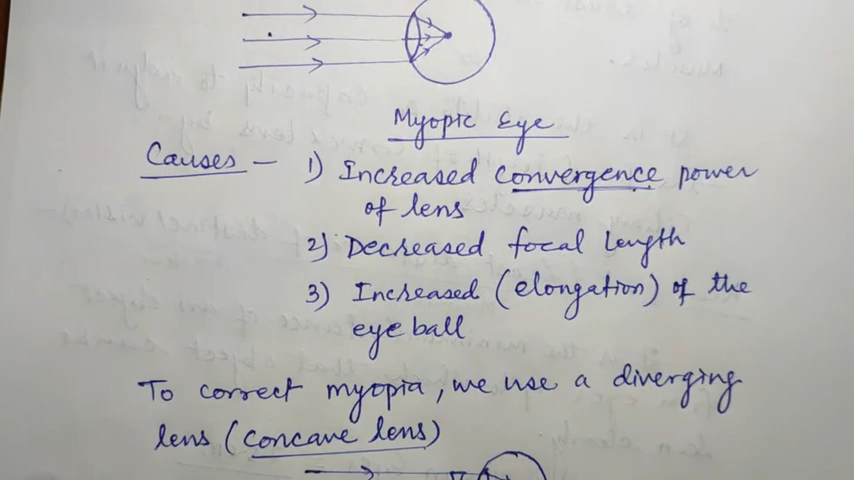 Myopic Eye
Causes - 1) Increased convergence power
of lens
2) Decreased focal length
3) Increased (elongation) of the
eye ball
To correct myopia, we use a diverging
lens (concave lens)